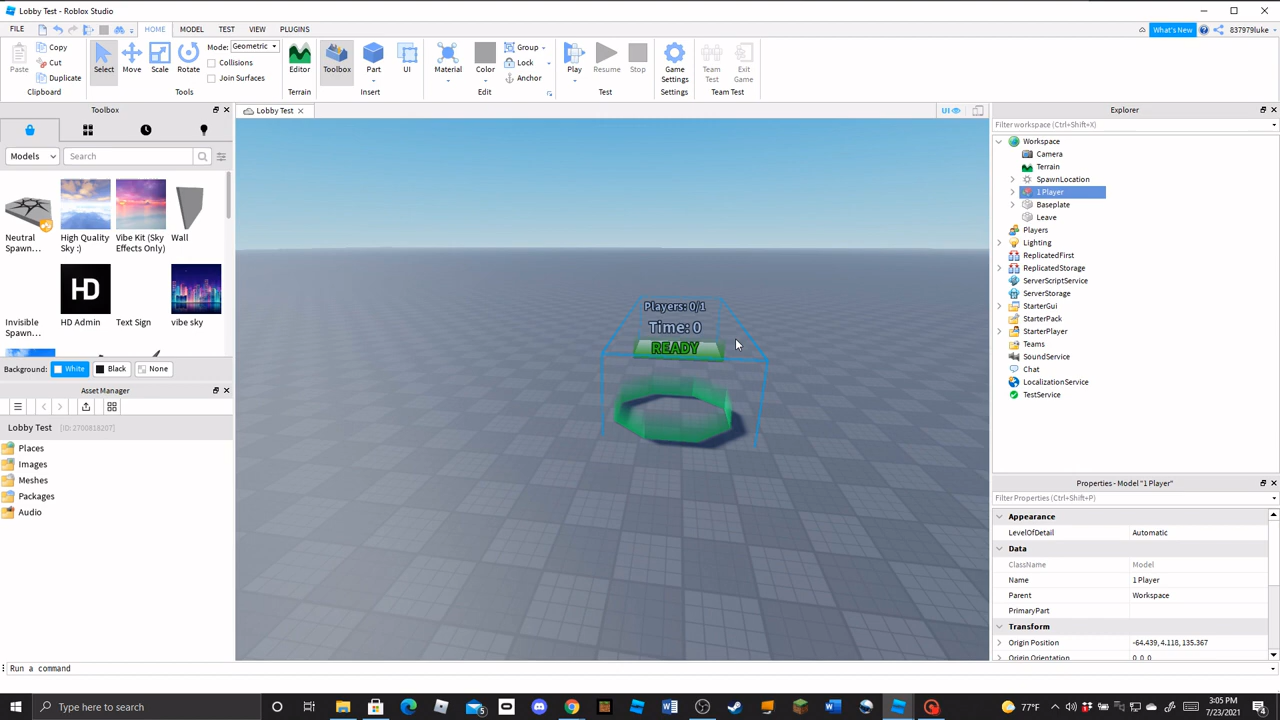 Lobby Test - Roblox Studio
FILE HOME MODEL TEST VIEW PLUGINS What's New 837979luke
Paste Copy Cut Duplicate Clipboard
Select Move Scale Rotate Mode: Geometric Collisions Join Surfaces Tools
Editor Terrain
Toolbox Part UI Insert
Material Color Group Lock Anchor Edit
Play Resume Stop Test
Game Settings Settings
Team Test Exit Game Team Test
Toolbox
Models Search
Neutral Spawn...
High Quality Sky :)
Vibe Kit (Sky Effects Only)
Wall
Invisible Spawn...
HD
HD Admin
Text Sign
vibe sky
Background: White Black None
Asset Manager
Lobby Test [ID: 2700818207]
Places
Images
Meshes
Packages
Audio
Lobby Test
UI
Players: 0/1
Time: 0
READY
Explorer
Filter workspace (Ctrl+Shift+X)
Workspace
Camera
Terrain
SpawnLocation
1 Player
Baseplate
Leave
Players
Lighting
ReplicatedFirst
ReplicatedStorage
ServerScriptService
ServerStorage
StarterGui
StarterPack
StarterPlayer
Teams
SoundService
Chat
LocalizationService
TestService
Properties - Model "1 Player"
Filter Properties (Ctrl+Shift+P)
Appearance
LevelOfDetail Automatic
Data
ClassName Model
Name 1 Player
Parent Workspace
PrimaryPart
Transform
Origin Position -64.439, 4.118, 135.367
Origin Orientation 0, 0, 0
Run a command
Type here to search
5
77°F
3:05 PM
7/23/2021